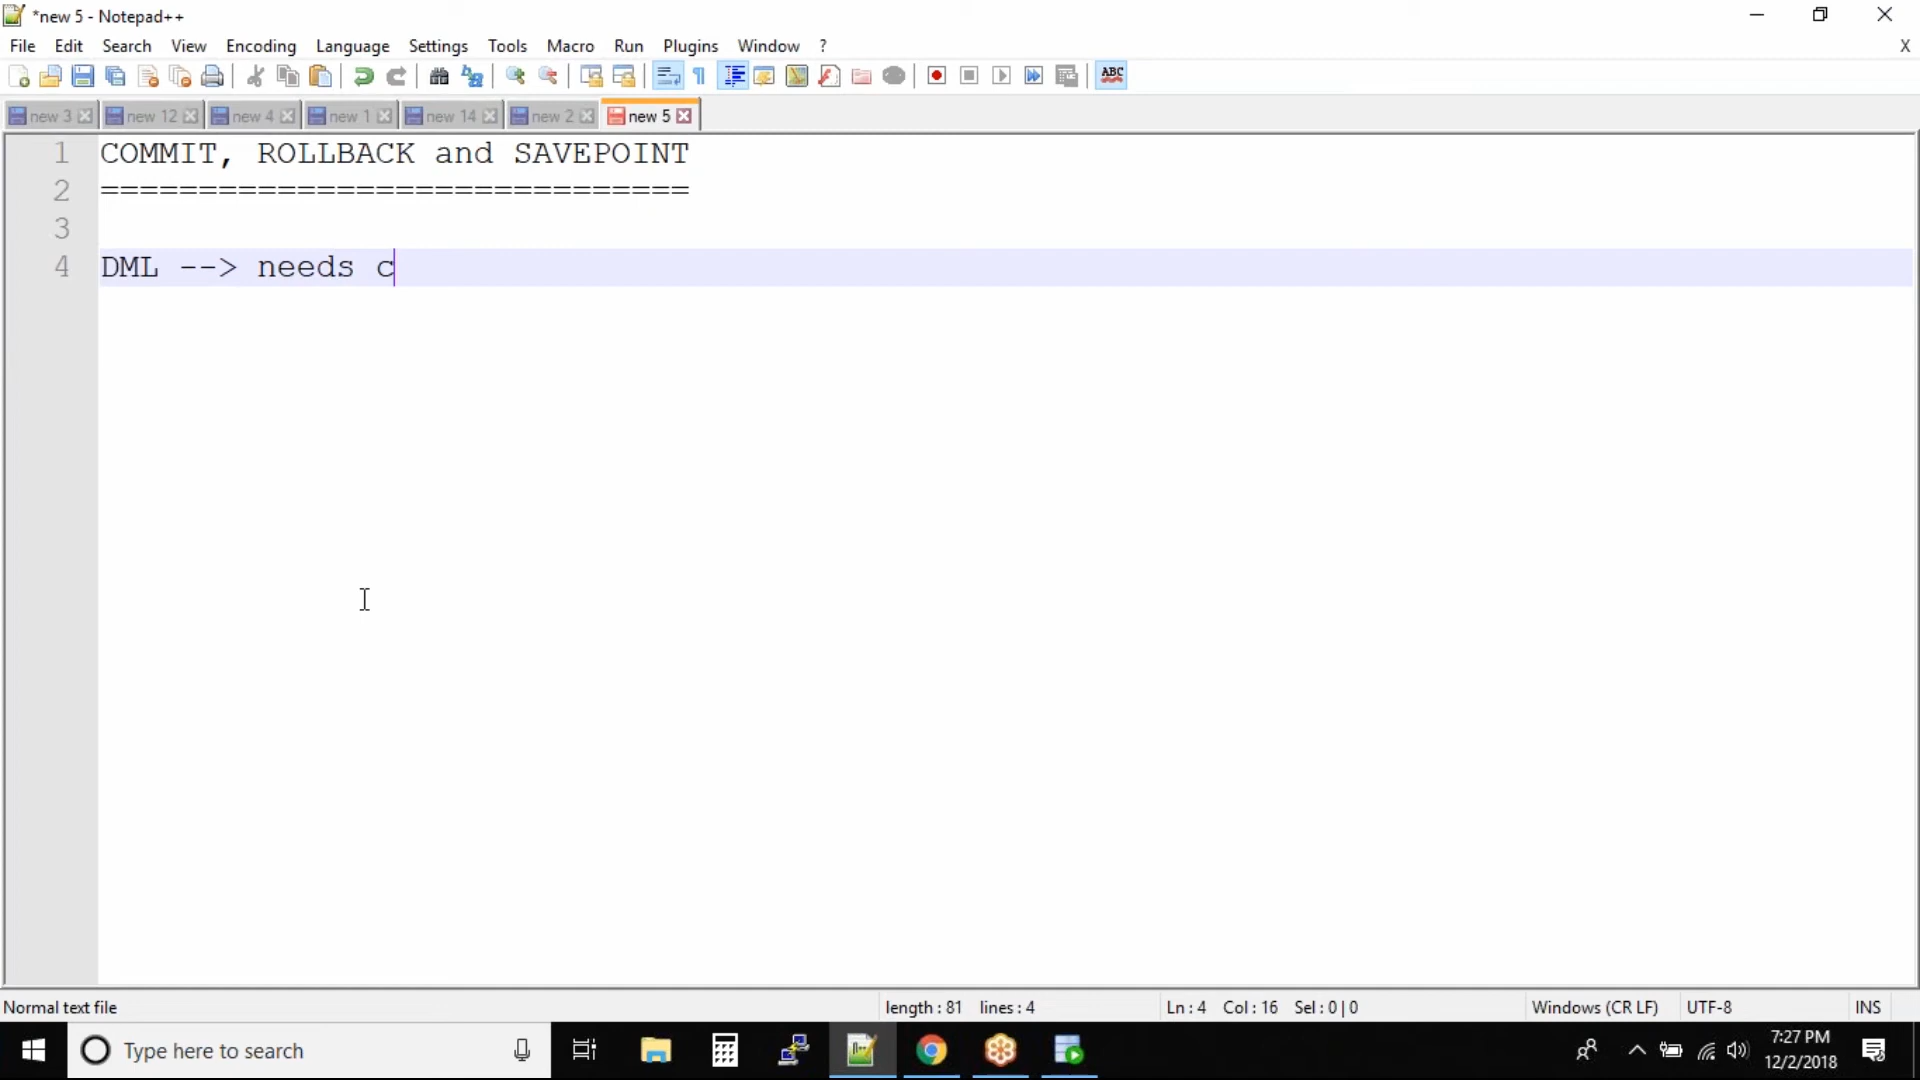 *new 5 - Notepad++
File Edit Search View Encoding Language Settings Tools Macro Run Plugins Window ? X
ABC
new 3 new 12 new 4 new 1 new 14 new 2 new 5
1 COMMIT, ROLLBACK and SAVEPOINT
2 ==============================
3
4 DML --> needs c
Normal text file length : 81 lines : 4 Ln : 4 Col : 16 Sel : 0 | 0 Windows (CR LF) UTF-8 INS
Type here to search 7:27 PM
12/2/2018